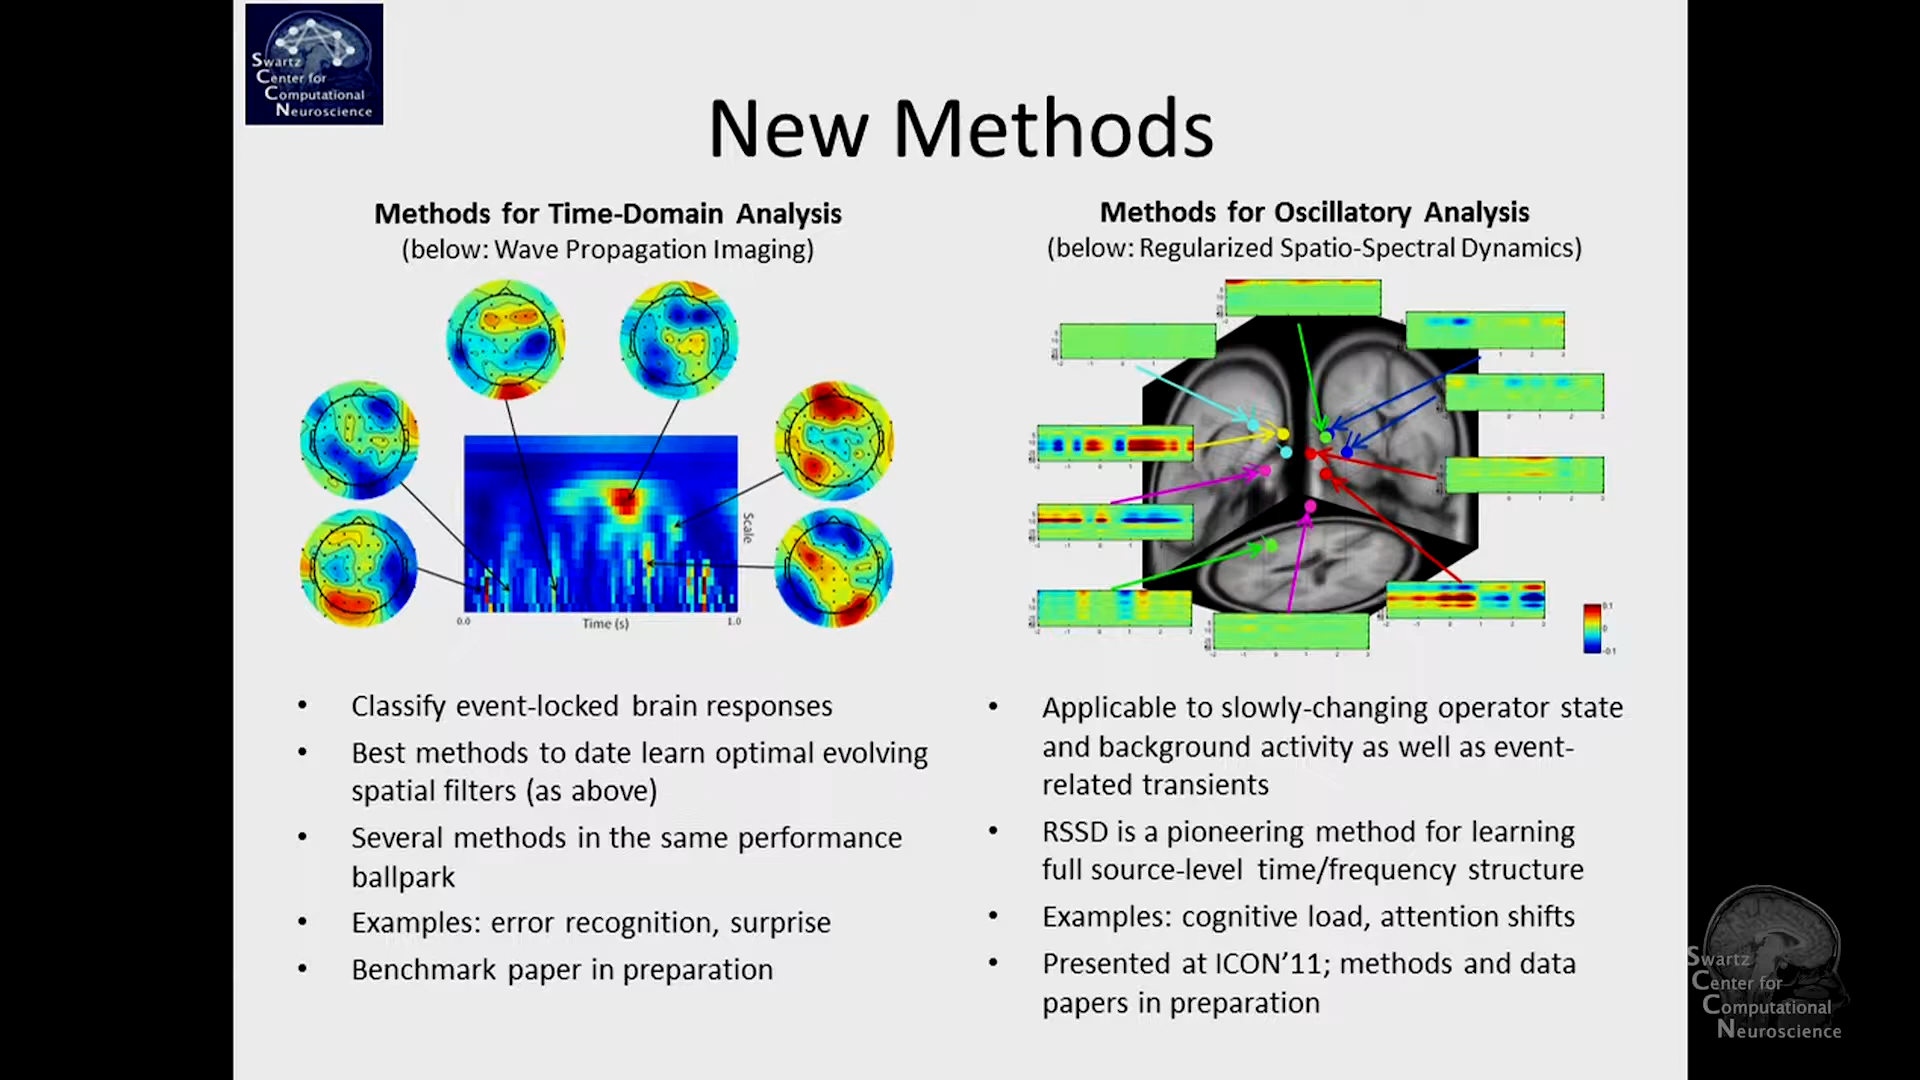 Swartz
Center for
Computational
Neuroscience
New Methods
Methods for Time-Domain Analysis
(below: Wave Propagation Imaging)
Scale
0.0
Time (s)
1.0
Classify event-locked brain responses
Best methods to date learn optimal evolving
spatial filters (as above)
Several methods in the same performance
ballpark
Examples: error recognition, surprise
Benchmark paper in preparation
Methods for Oscillatory Analysis
(below: Regularized Spatio-Spectral Dynamics)
0.1
0
-0.1
Applicable to slowly-changing operator state
and background activity as well as event-
related transients
RSSD is a pioneering method for learning
full source-level time/frequency structure
Examples: cognitive load, attention shifts
Presented at ICON'11; methods and data
papers in preparation
Swartz
Center for
Computational
Neuroscience